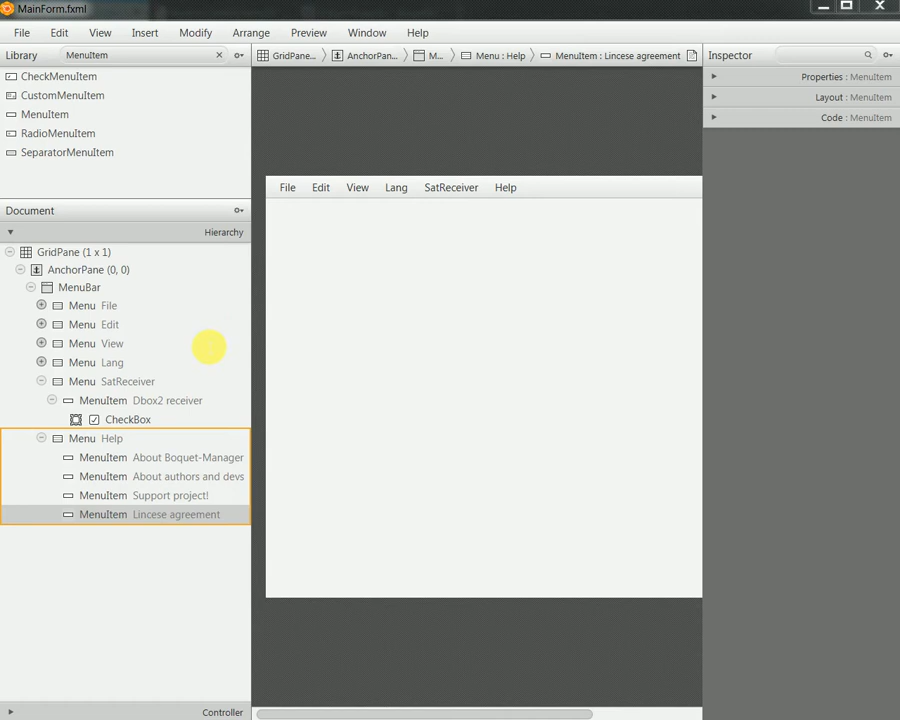 MainForm.fxml
File Edit View Insert Modify Arrange Preview Window Help
Library MenuItem
GridPane... AnchorPan... M... Menu : Help MenuItem : Lincese agreement
Inspector
CheckMenuItem
CustomMenuItem
MenuItem
RadioMenuItem
SeparatorMenuItem
Properties : MenuItem
Layout : MenuItem
Code : MenuItem
Document
Hierarchy
GridPane (1 x 1)
AnchorPane (0, 0)
MenuBar
Menu File
Menu Edit
Menu View
Menu Lang
Menu SatReceiver
MenuItem Dbox2 receiver
CheckBox
Menu Help
MenuItem About Boquet-Manager
MenuItem About authors and devs
MenuItem Support project!
MenuItem Lincese agreement
Controller
File Edit View Lang SatReceiver Help